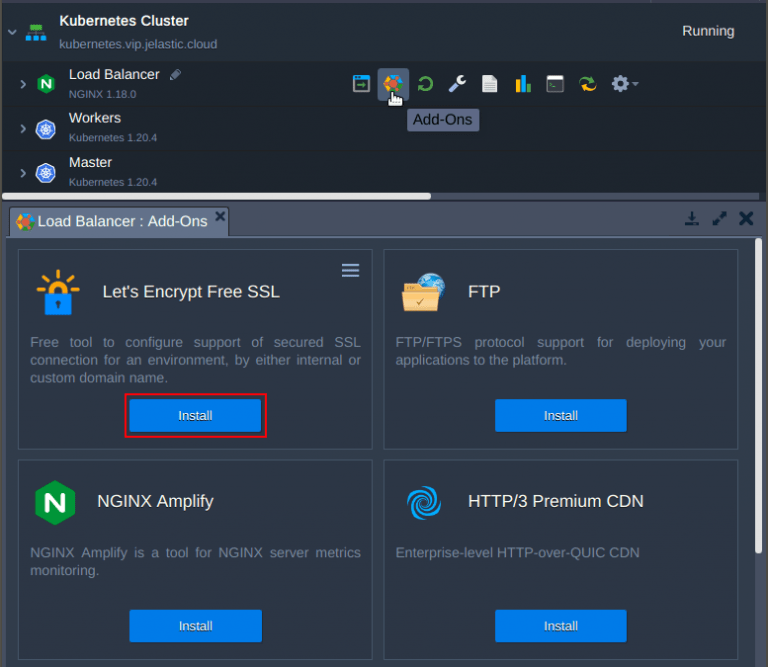 Kubernetes Cluster
kubernetes.vip.jelastic.cloud
Running
Load Balancer
NGINX 1.18.0
Add-Ons
Workers
Kubernetes 1.20.4
Master
Kubernetes 1.20.4
Load Balancer : Add-Ons
Let's Encrypt Free SSL
Free tool to configure support of secured SSL
connection for an environment, by either internal or
custom domain name.
Install
FTP
FTP/FTPS protocol support for deploying your
applications to the platform.
Install
N
NGINX Amplify
NGINX Amplify is a tool for NGINX server metrics
monitoring.
Install
HTTP/3 Premium CDN
Enterprise-level HTTP-over-QUIC CDN
Install